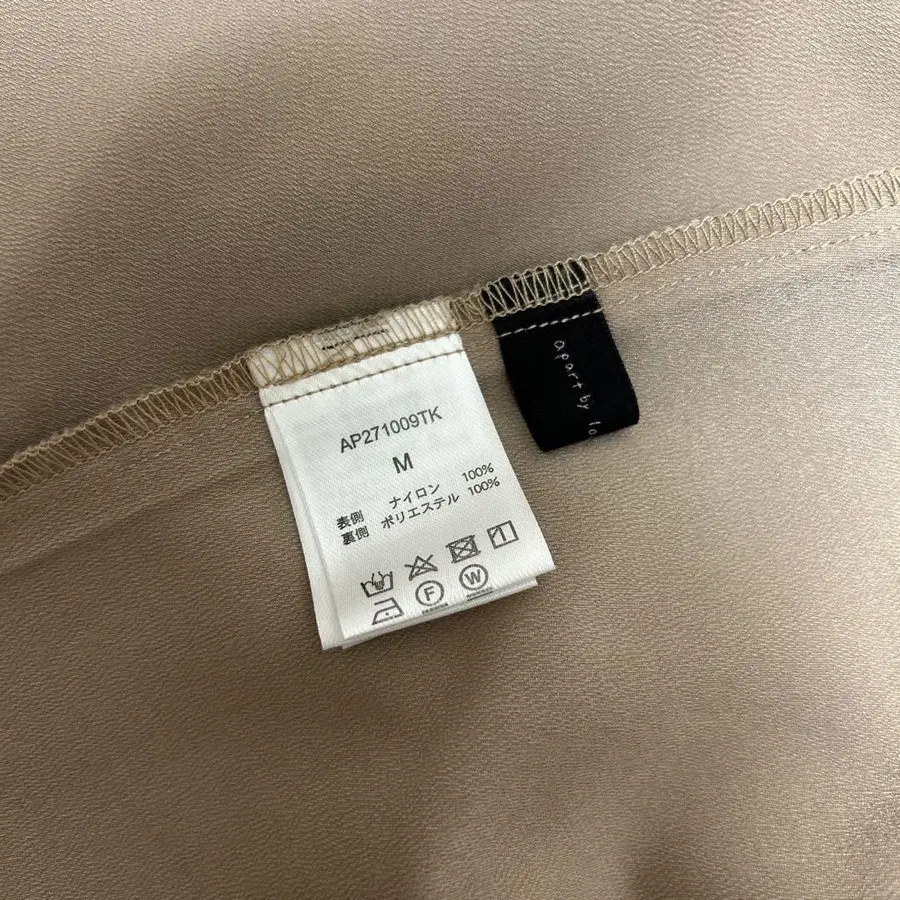 AP271009TK
M
表側 ナイロン 100%
裏側 ポリエステル 100%
F W
apart by lo